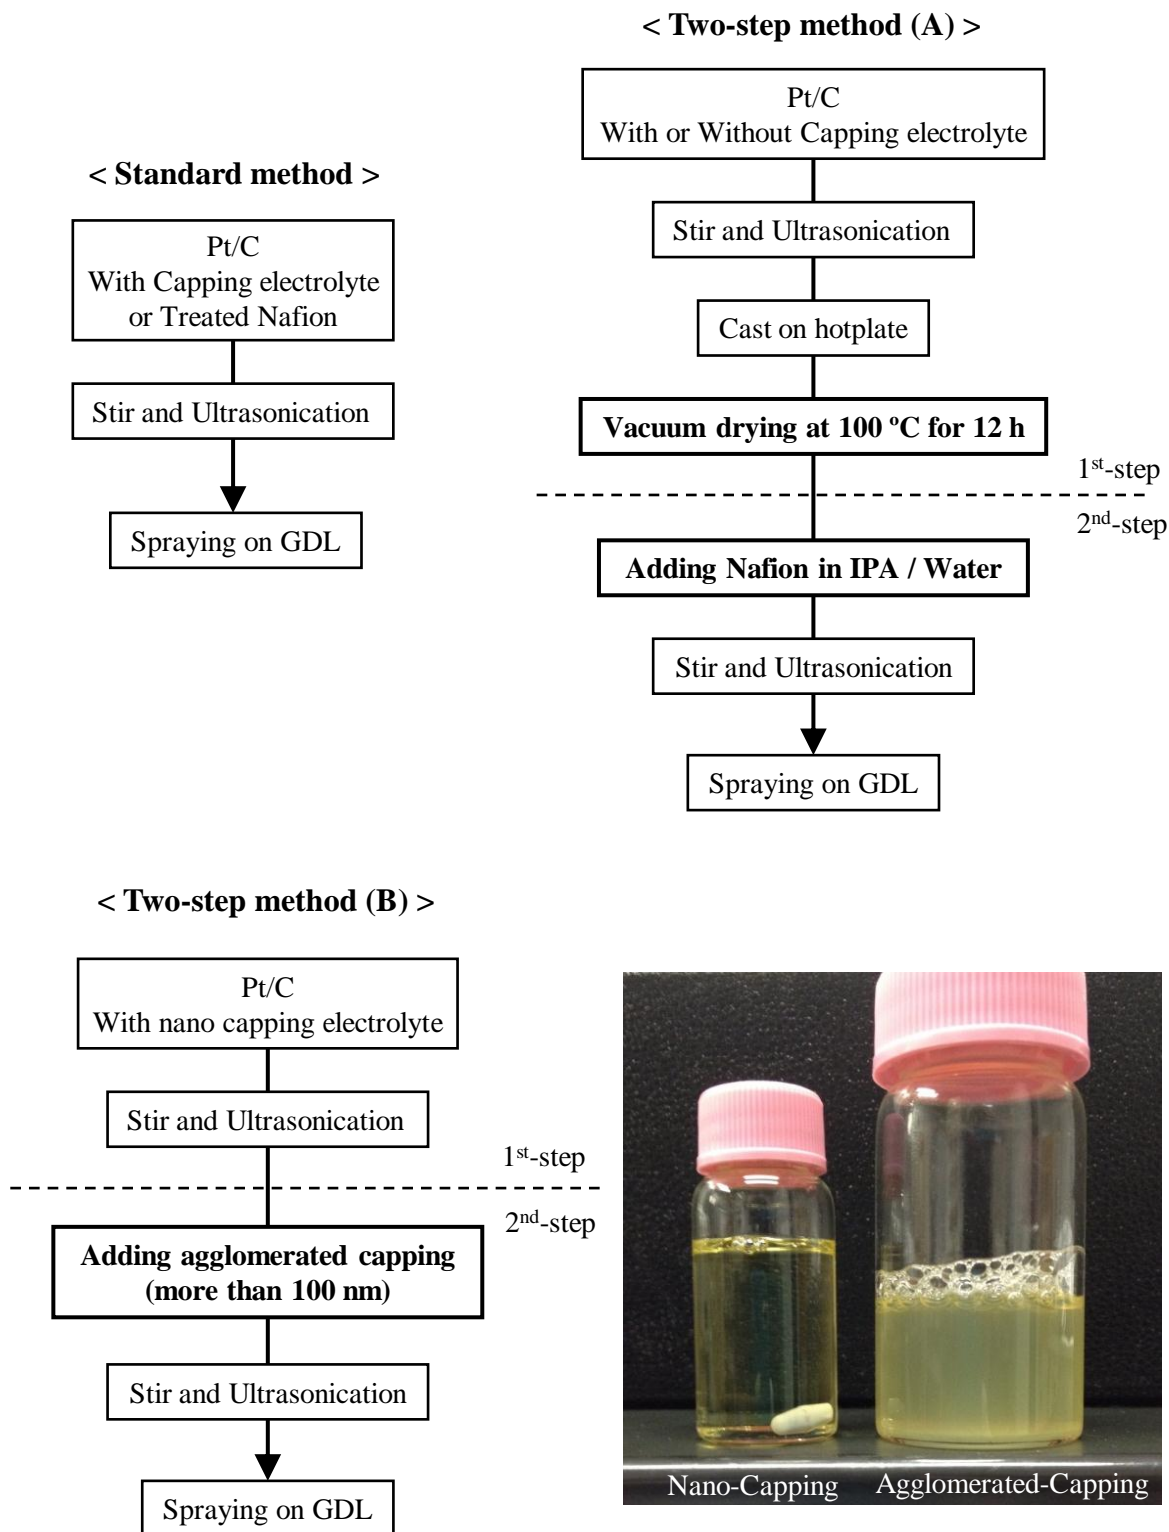 < Two-step method (A) >
Pt/C
With or Without Capping electrolyte
Stir and Ultrasonication
Cast on hotplate
Vacuum drying at 100 ºC for 12 h
1st-step
2nd-step
Adding Nafion in IPA / Water
Stir and Ultrasonication
Spraying on GDL
< Standard method >
Pt/C
With Capping electrolyte
or Treated Nafion
Stir and Ultrasonication
Spraying on GDL
< Two-step method (B) >
Pt/C
With nano capping electrolyte
Stir and Ultrasonication
1st-step
2nd-step
Adding agglomerated capping
(more than 100 nm)
Stir and Ultrasonication
Spraying on GDL
Nano-Capping
Agglomerated-Capping